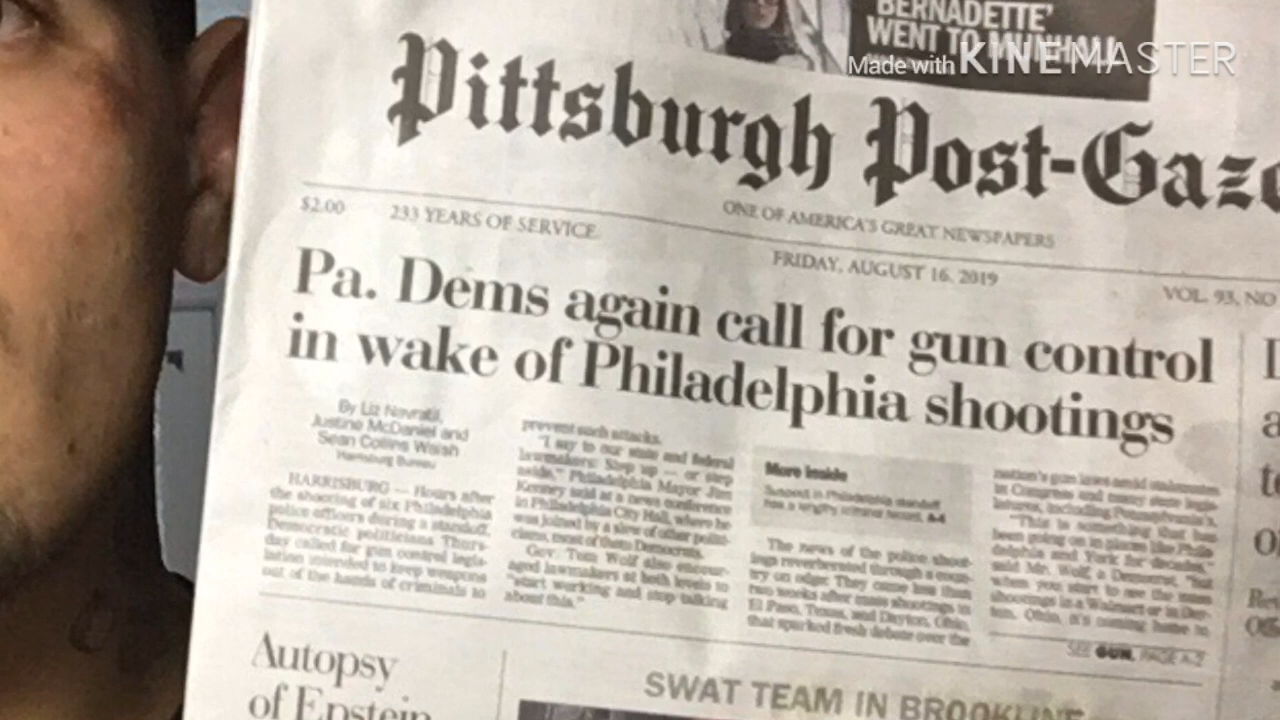 BERNADETTE'
WENT TO MUNHALL
Made with KINEMASTER
Pittsburgh Post-Gaze
$2.00
233 YEARS OF SERVICE
ONE OF AMERICA'S GREAT NEWSPAPERS
FRIDAY, AUGUST 16, 2019
VOL. 93, NO
Pa. Dems again call for gun control
in wake of Philadelphia shootings
By Liz Navratil,
Justine McDaniel and
Sean Collins Walsh
Harrisburg Bureau
HARRISBURG — Hours after
the shooting of six Philadelphia
police officers during a standoff,
Democratic politicians Thurs-
day called for gun control legis-
lation intended to keep weapons
out of the hands of criminals to
prevent such attacks.
"I say to our state and federal
lawmakers: Step up — or step
aside," Philadelphia Mayor Jim
Kenney said at a news conference
in Philadelphia City Hall, where he
was joined by a slew of other politi-
cians, most of them Democrats.
Gov. Tom Wolf also encour-
aged lawmakers at both levels to
"start working and stop talking
about this."
More inside
Suspect in Philadelphia standoff
has a lengthy criminal record. A-4
The news of the police shoot-
ings reverberated through a coun-
try on edge. They came less than
two weeks after mass shootings in
El Paso, Texas, and Dayton, Ohio,
that sparked fresh debate over the
nation's gun laws amid stalemates
in Congress and many state legis-
latures, including Pennsylvania's.
"This is something that has
been going on in places like Phila-
delphia and York for decades,"
said Mr. Wolf, a Democrat, "but
when you start to see the mass
shootings in a Walmart or in Day-
ton, Ohio, it's coming home to
SEE GUN, PAGE A-2
Autopsy
of Epstein
SWAT TEAM IN BROOKLINE